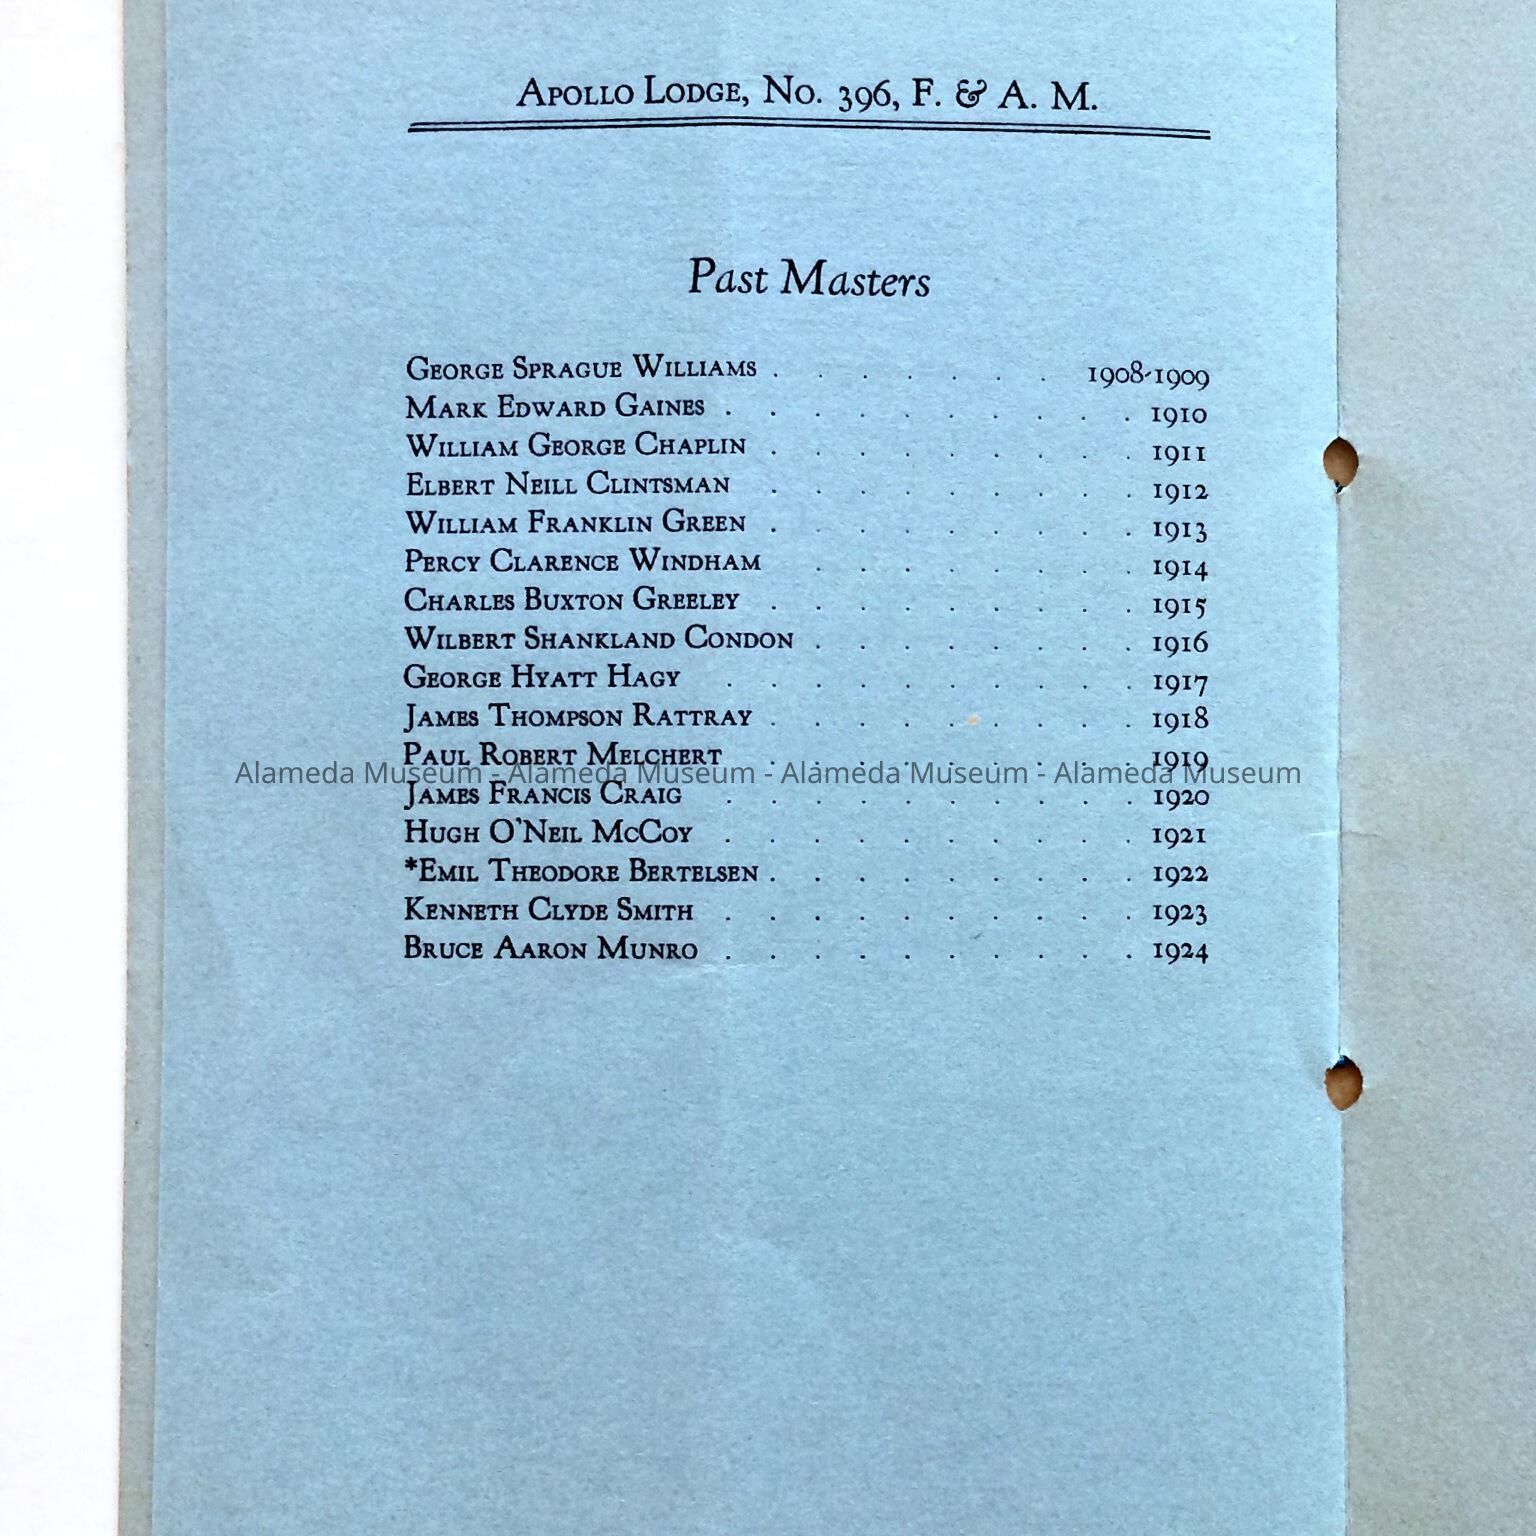 Apollo Lodge, No. 396, F. & A. M.
Past Masters
George Sprague Williams . . . . . . . 1908-1909
Mark Edward Gaines . . . . . . . . . . 1910
William George Chaplin . . . . . . . . . 1911
Elbert Neill Clintsman . . . . . . . . . 1912
William Franklin Green . . . . . . . . . 1913
Percy Clarence Windham . . . . . . . . 1914
Charles Buxton Greeley . . . . . . . . . 1915
Wilbert Shankland Condon . . . . . . . . 1916
George Hyatt Hagy . . . . . . . . . . 1917
James Thompson Rattray . . . . . . . . . 1918
Paul Robert Melchert . . . . . . . . . 1919
Alameda Museum - Alameda Museum - Alameda Museum - Alameda Museum
James Francis Craig . . . . . . . . . . 1920
Hugh O'Neil McCoy . . . . . . . . . . 1921
*Emil Theodore Bertelsen . . . . . . . . . 1922
Kenneth Clyde Smith . . . . . . . . . . 1923
Bruce Aaron Munro . . . . . . . . . . 1924